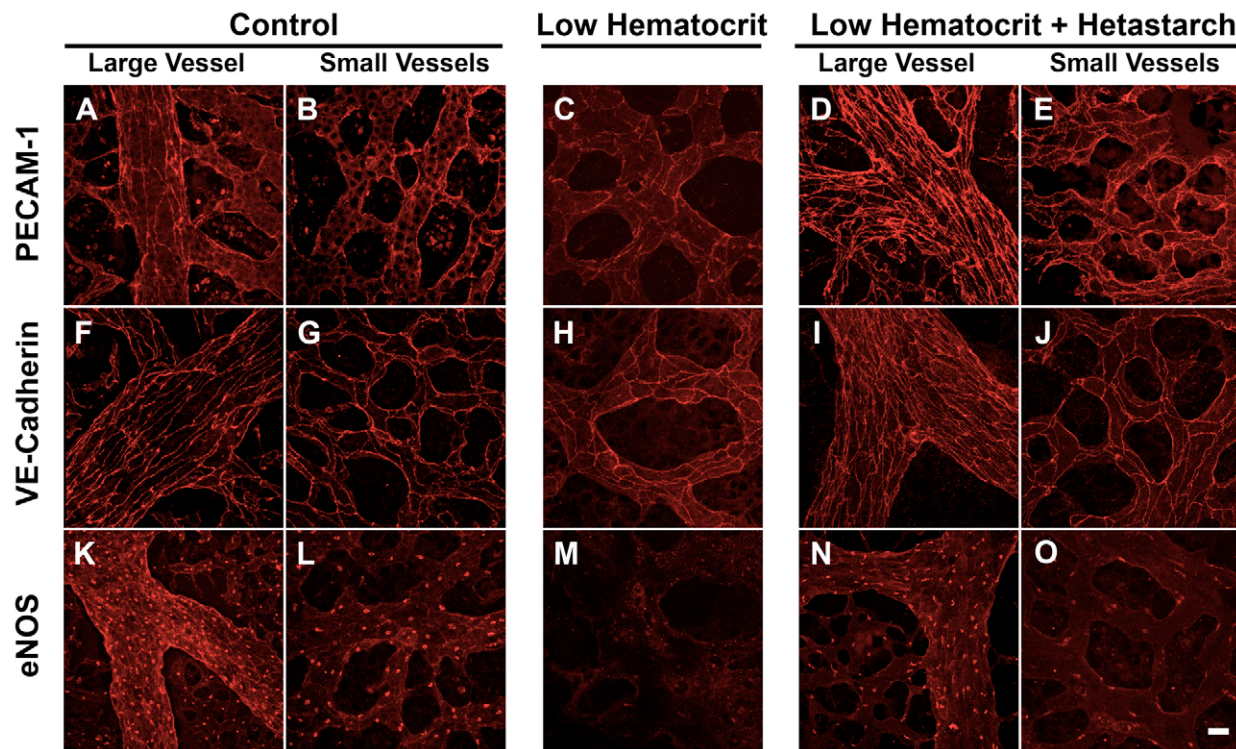 Control Low Hematocrit Low Hematocrit + Hetastarch
Large Vessel Small Vessels Large Vessel Small Vessels
PECAM-1 A B C D E
VE-Cadherin F G H I J
eNOS K L M N O